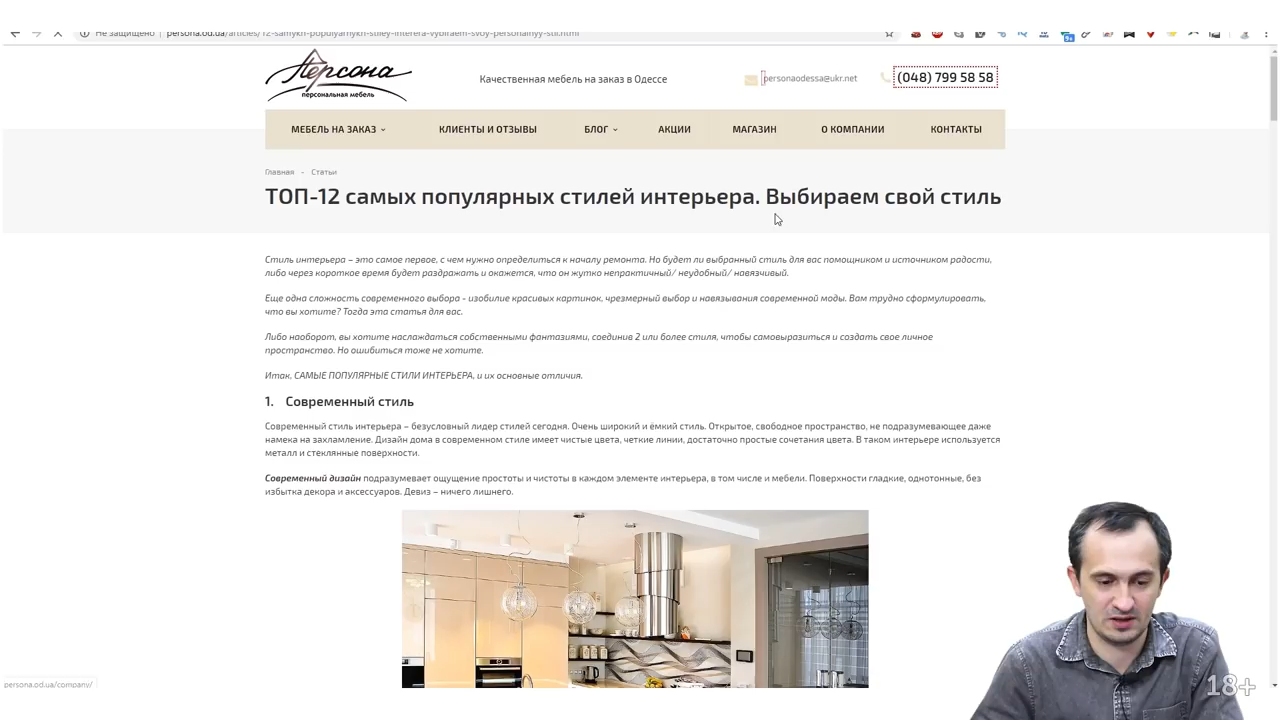 Не защищено
persona.od.ua/articles/12-samykh-populyarnykh-stiley-interera-vybiraem-svoy-personalnyy-stil.html
Персона
персональная мебель
Качественная мебель на заказ в Одессе
personaodessa@ukr.net
(048) 799 58 58
МЕБЕЛЬ НА ЗАКАЗ
КЛИЕНТЫ И ОТЗЫВЫ
БЛОГ
АКЦИИ
МАГАЗИН
О КОМПАНИИ
КОНТАКТЫ
Главная - Статьи
ТОП-12 самых популярных стилей интерьера. Выбираем свой стиль
Стиль интерьера – это самое первое, с чем нужно определиться к началу ремонта. Но будет ли выбранный стиль для вас помощником и источником радости,
либо через короткое время будет раздражать и окажется, что он жутко непрактичный/ неудобный/ навязчивый.
Еще одна сложность современного выбора - изобилие красивых картинок, чрезмерный выбор и навязывания современной моды. Вам трудно сформулировать,
что вы хотите? Тогда эта статья для вас.
Либо наоборот, вы хотите наслаждаться собственными фантазиями, соединив 2 или более стиля, чтобы самовыразиться и создать свое личное
пространство. Но ошибиться тоже не хотите.
Итак, САМЫЕ ПОПУЛЯРНЫЕ СТИЛИ ИНТЕРЬЕРА, и их основные отличия.
1. Современный стиль
Современный стиль интерьера – безусловный лидер стилей сегодня. Очень широкий и ёмкий стиль. Открытое, свободное пространство, не подразумевающее даже
намека на захламление. Дизайн дома в современном стиле имеет чистые цвета, четкие линии, достаточно простые сочетания цвета. В таком интерьере используется
металл и стеклянные поверхности.
Современный дизайн подразумевает ощущение простоты и чистоты в каждом элементе интерьера, в том числе и мебели. Поверхности гладкие, однотонные, без
избытка декора и аксессуаров. Девиз – ничего лишнего.
persona.od.ua/company/
18+